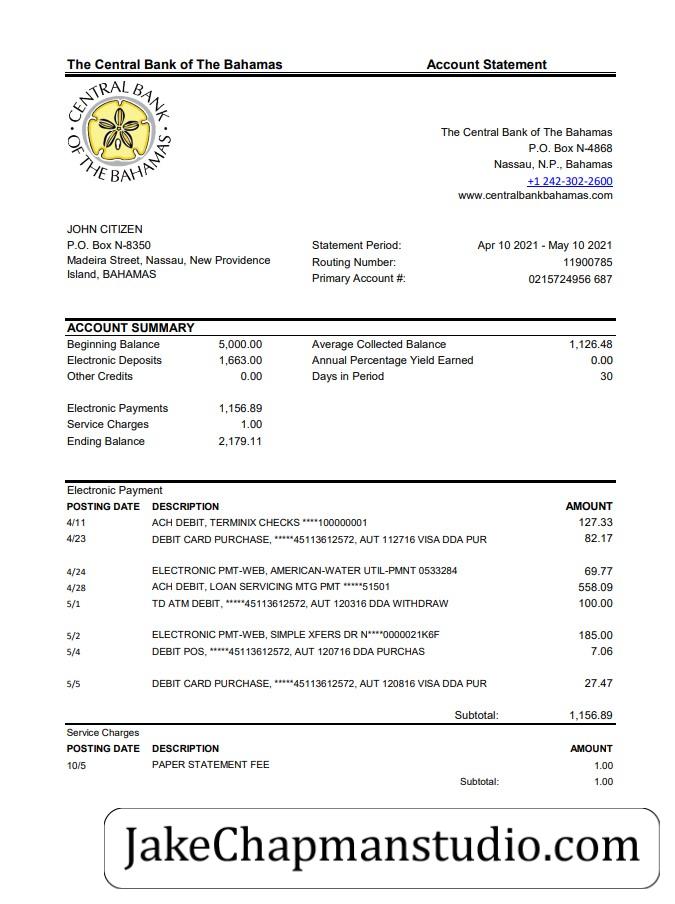 The Central Bank of The Bahamas Account Statement
CENTRAL BANK
OF THE BAHAMAS
The Central Bank of The Bahamas
P.O. Box N-4868
Nassau, N.P., Bahamas
+1 242-302-2600
www.centralbankbahamas.com
JOHN CITIZEN
P.O. Box N-8350
Madeira Street, Nassau, New Providence
Island, BAHAMAS
Statement Period: Apr 10 2021 - May 10 2021
Routing Number: 11900785
Primary Account #: 0215724956 687
ACCOUNT SUMMARY
Beginning Balance 5,000.00 Average Collected Balance 1,126.48
Electronic Deposits 1,663.00 Annual Percentage Yield Earned 0.00
Other Credits 0.00 Days in Period 30
Electronic Payments 1,156.89
Service Charges 1.00
Ending Balance 2,179.11
Electronic Payment
POSTING DATE DESCRIPTION AMOUNT
4/11 ACH DEBIT, TERMINIX CHECKS ****100000001 127.33
4/23 DEBIT CARD PURCHASE, *****45113612572, AUT 112716 VISA DDA PUR 82.17
4/24 ELECTRONIC PMT-WEB, AMERICAN-WATER UTIL-PMNT 0533284 69.77
4/28 ACH DEBIT, LOAN SERVICING MTG PMT *****51501 558.09
5/1 TD ATM DEBIT, *****45113612572, AUT 120316 DDA WITHDRAW 100.00
5/2 ELECTRONIC PMT-WEB, SIMPLE XFERS DR N****0000021K6F 185.00
5/4 DEBIT POS, *****45113612572, AUT 120716 DDA PURCHAS 7.06
5/5 DEBIT CARD PURCHASE, *****45113612572, AUT 120816 VISA DDA PUR 27.47
Subtotal: 1,156.89
Service Charges
POSTING DATE DESCRIPTION AMOUNT
10/5 PAPER STATEMENT FEE 1.00
Subtotal: 1.00
JakeChapmanstudio.com